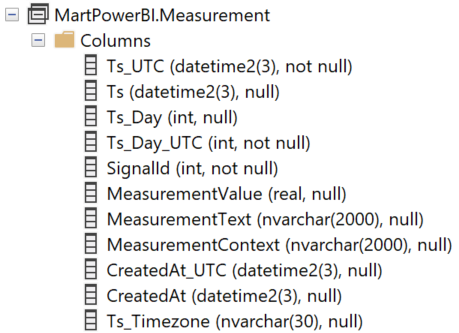 MartPowerBI.Measurement
Columns
Ts_UTC (datetime2(3), not null)
Ts (datetime2(3), null)
Ts_Day (int, null)
Ts_Day_UTC (int, not null)
SignalId (int, not null)
MeasurementValue (real, null)
MeasurementText (nvarchar(2000), null)
MeasurementContext (nvarchar(2000), null)
CreatedAt_UTC (datetime2(3), null)
CreatedAt (datetime2(3), null)
Ts_Timezone (nvarchar(30), null)